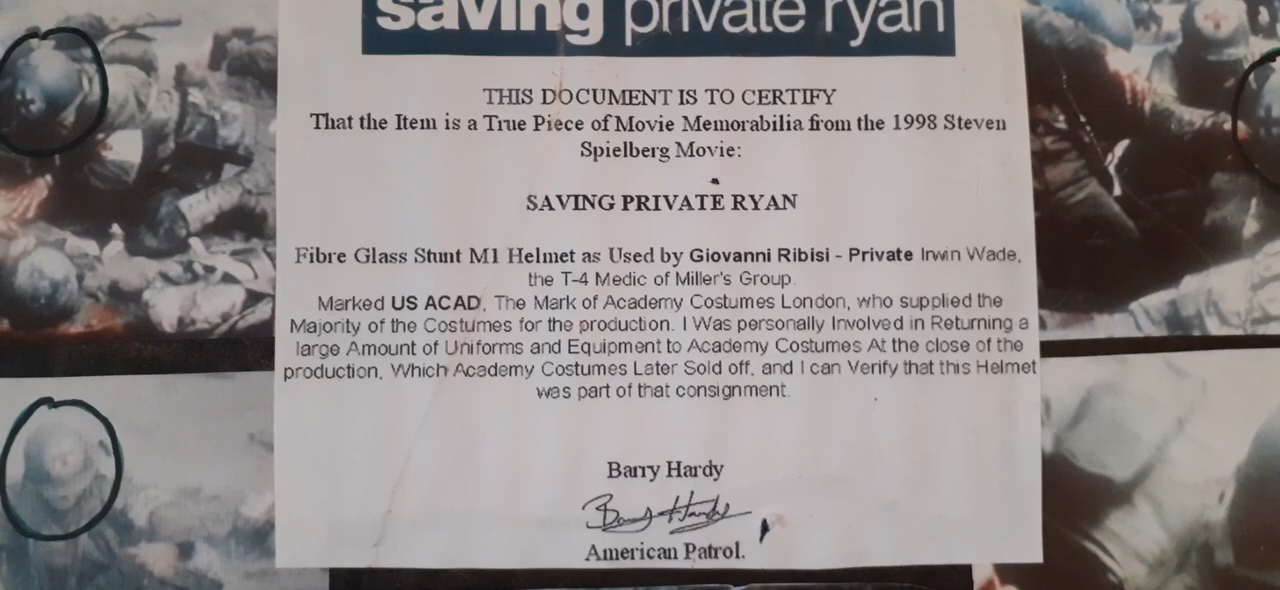 saving private ryan
THIS DOCUMENT IS TO CERTIFY
That the Item is a True Piece of Movie Memorabilia from the 1998 Steven
Spielberg Movie:
SAVING PRIVATE RYAN
Fibre Glass Stunt M1 Helmet as Used by Giovanni Ribisi - Private Irwin Wade,
the T-4 Medic of Miller's Group.
Marked US ACAD, The Mark of Academy Costumes London, who supplied the
Majority of the Costumes for the production. I Was personally Involved in Returning a
large Amount of Uniforms and Equipment to Academy Costumes At the close of the
production, Which Academy Costumes Later Sold off, and I can Verify that this Helmet
was part of that consignment.
Barry Hardy
Barry Hardy
American Patrol.